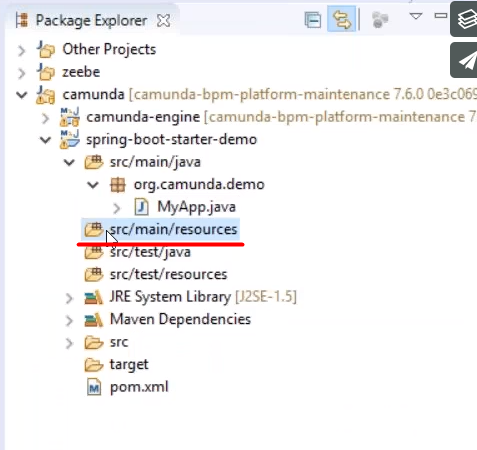 Package Explorer
Other Projects
zeebe
camunda [camunda-bpm-platform-maintenance 7.6.0 0e3c069
camunda-engine [camunda-bpm-platform-maintenance 7.
spring-boot-starter-demo
src/main/java
org.camunda.demo
MyApp.java
src/main/resources
src/test/java
src/test/resources
JRE System Library [J2SE-1.5]
Maven Dependencies
src
target
pom.xml